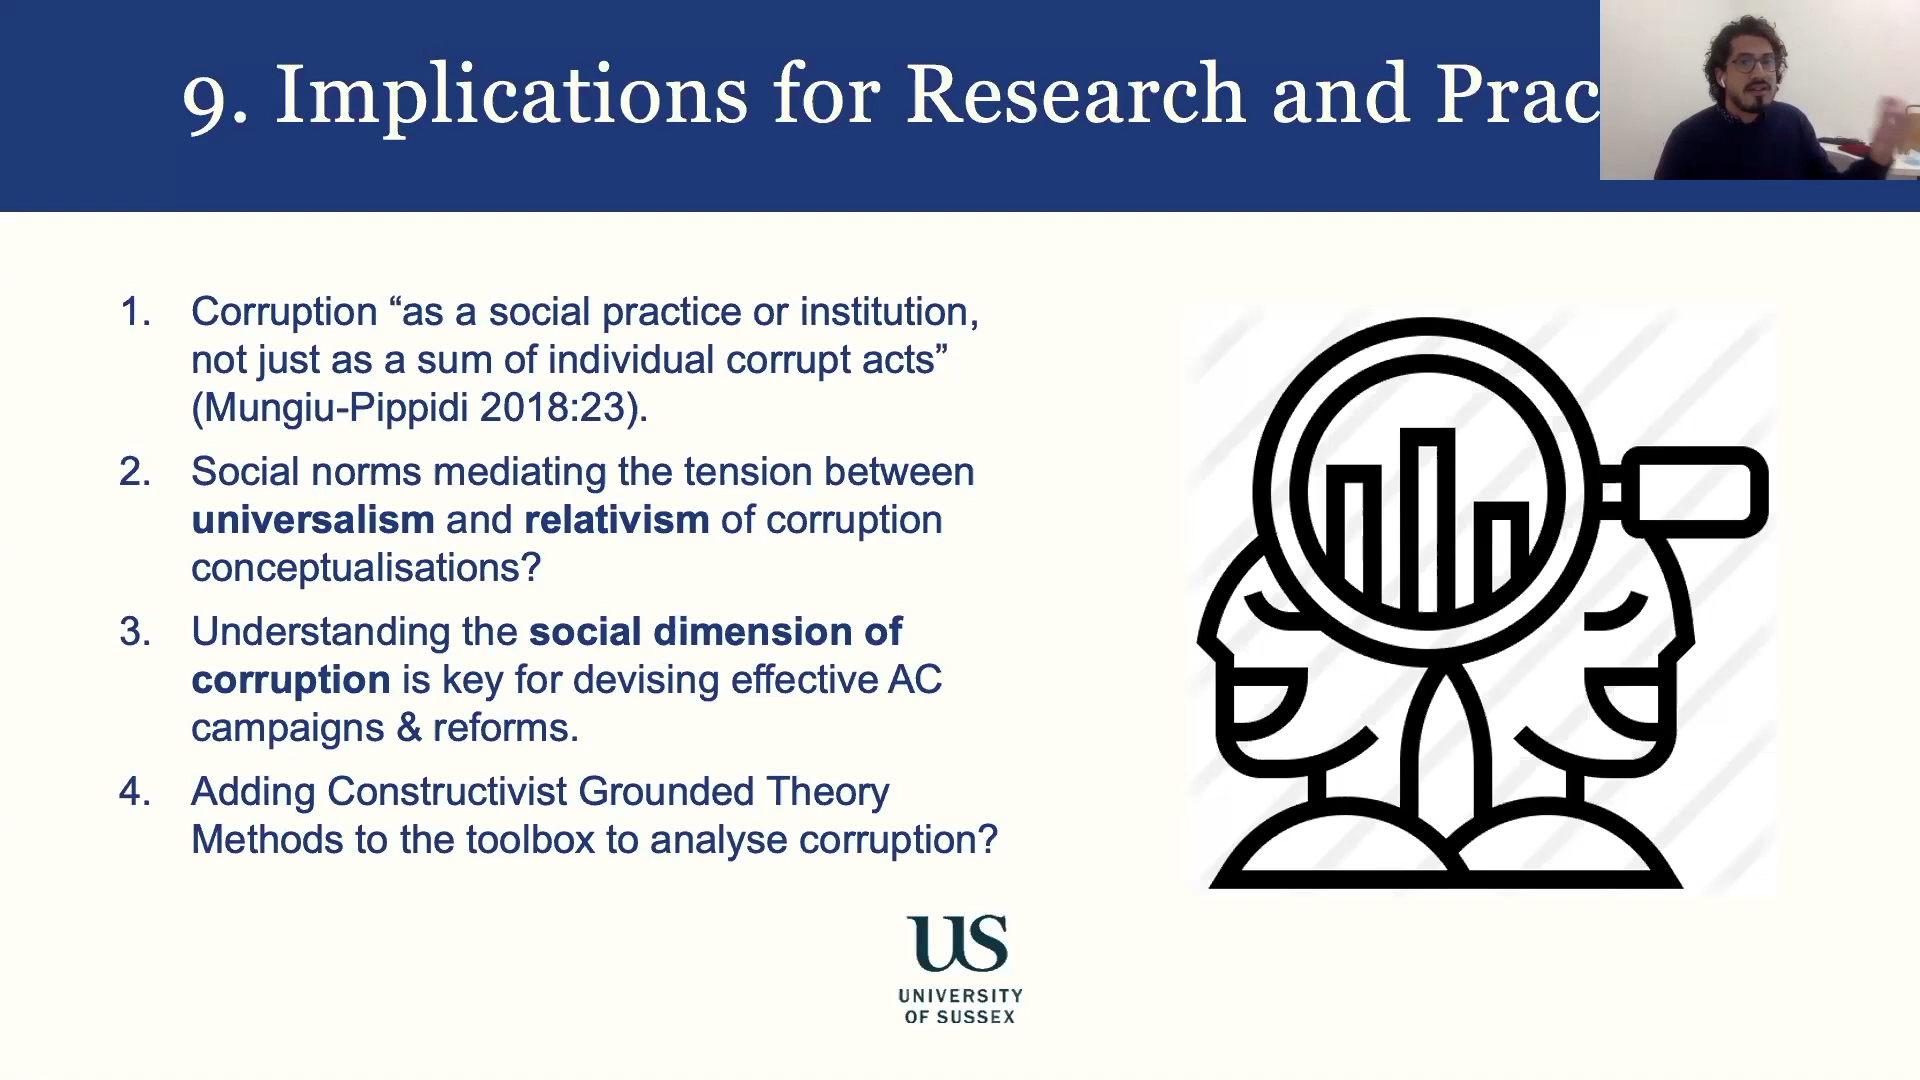 9. Implications for Research and Prac
1. Corruption “as a social practice or institution,
not just as a sum of individual corrupt acts”
(Mungiu-Pippidi 2018:23).
2. Social norms mediating the tension between
universalism and relativism of corruption
conceptualisations?
3. Understanding the social dimension of
corruption is key for devising effective AC
campaigns & reforms.
4. Adding Constructivist Grounded Theory
Methods to the toolbox to analyse corruption?
US
UNIVERSITY
OF SUSSEX